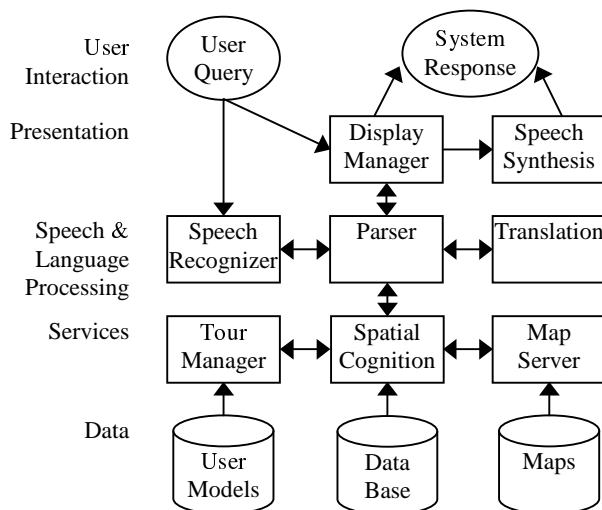 User
Interaction
User
Query
System
Response
Presentation
Display
Manager
Speech
Synthesis
Speech &
Language
Processing
Speech
Recognizer
Parser
Translation
Services
Tour
Manager
Spatial
Cognition
Map
Server
Data
User
Models
Data
Base
Maps